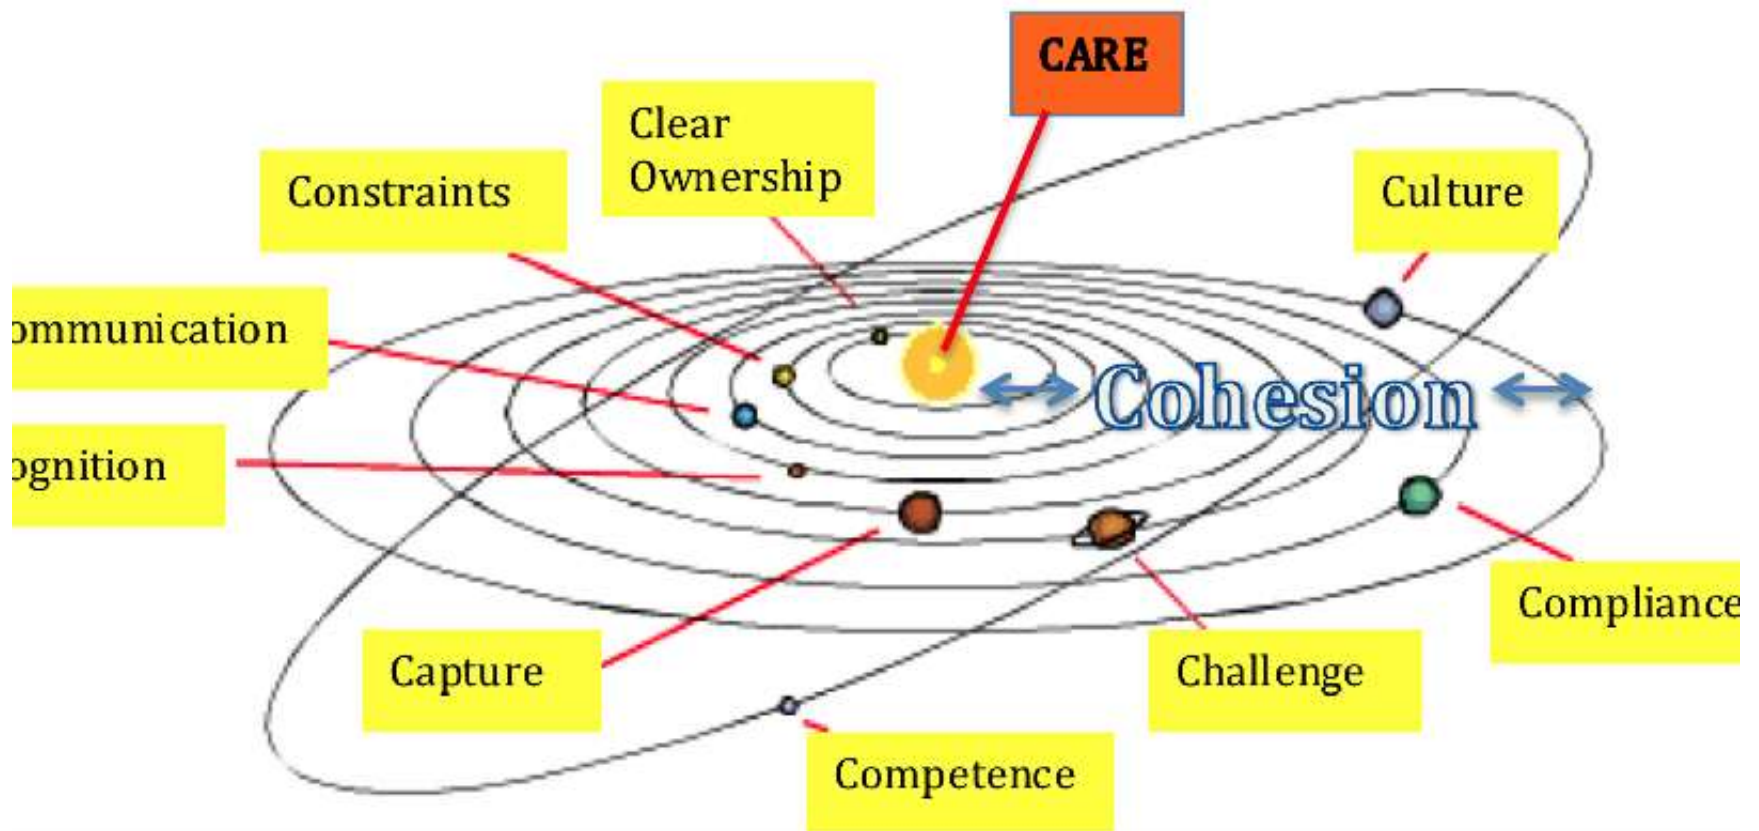 CARE
Clear
Ownership
Constraints
Culture
ommunication
Cohesion
ognition
Compliance
Capture
Challenge
Competence